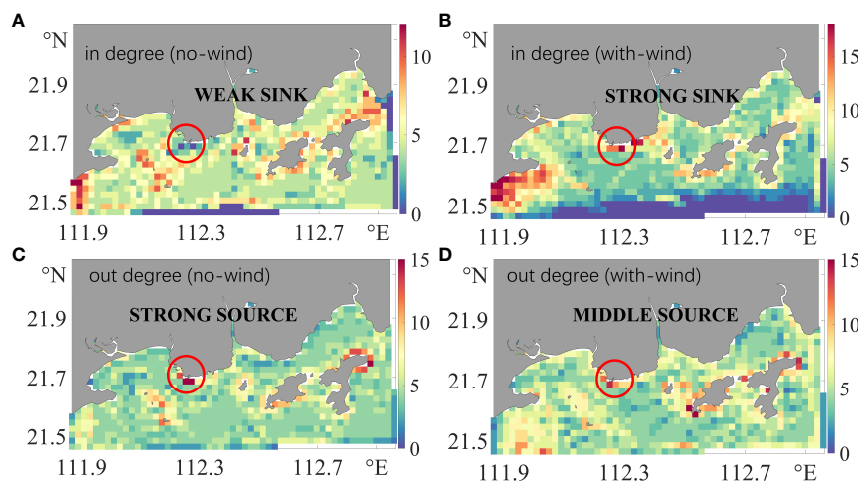 A
°N
in degree (no-wind)
WEAK SINK
21.9
21.7
21.5
111.9 112.3 112.7 °E
10
5
0
B
°N
in degree (with-wind)
STRONG SINK
21.9
21.7
21.5
111.9 112.3 112.7 °E
15
10
5
0
C
°N
out degree (no-wind)
STRONG SOURCE
21.9
21.7
21.5
111.9 112.3 112.7 °E
15
10
5
0
D
°N
out degree (with-wind)
MIDDLE SOURCE
21.9
21.7
21.5
111.9 112.3 112.7 °E
15
10
5
0